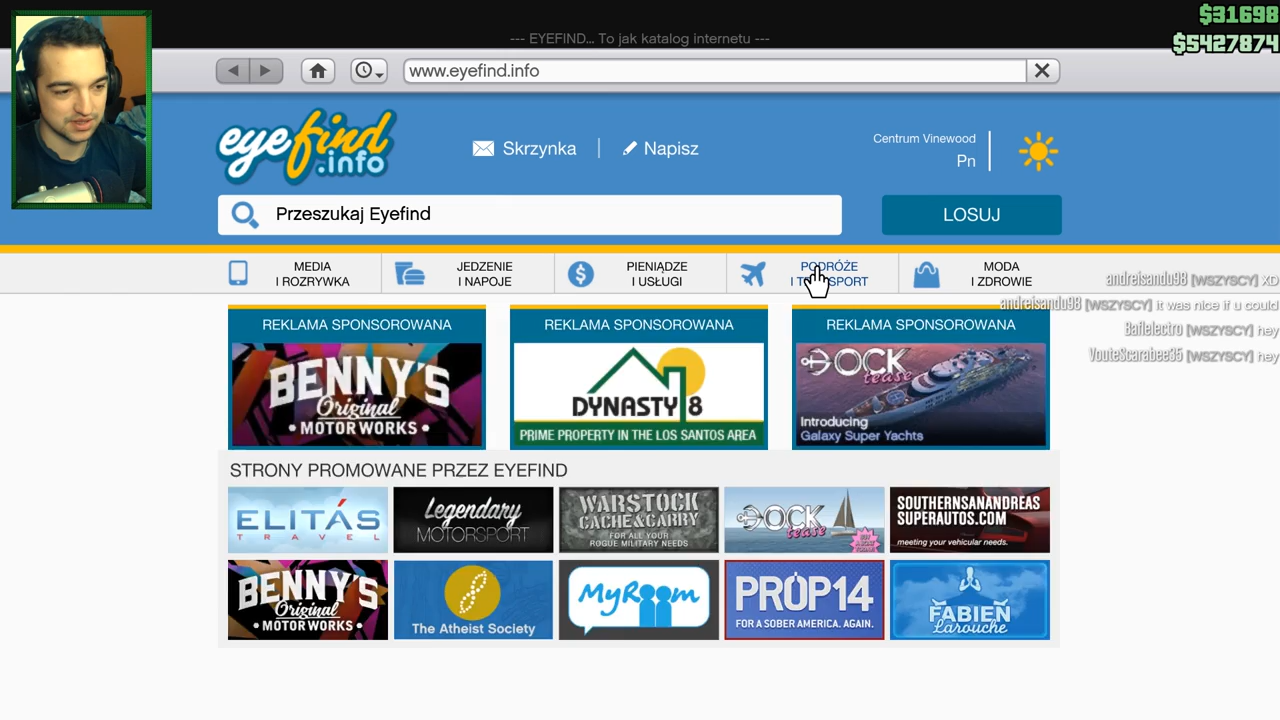 $31698
$5427874
--- EYEFIND... To jak katalog internetu ---
www.eyefind.info
eyefind
.info
Skrzynka
Napisz
Centrum Vinewood
Pn
Przeszukaj Eyefind
LOSUJ
MEDIA
I ROZRYWKA
JEDZENIE
I NAPOJE
PIENIĄDZE
I USŁUGI
PODRÓŻE
I TRANSPORT
MODA
I ZDROWIE
andreisandu98 [WSZYSCY] XD
andreisandu98 [WSZYSCY] it was nice if u could
Bailelectro [WSZYSCY] hey
VouteScarabee35 [WSZYSCY] hey
REKLAMA SPONSOROWANA
REKLAMA SPONSOROWANA
REKLAMA SPONSOROWANA
BENNY'S
Original
• MOTOR WORKS •
DYNASTY 8
PRIME PROPERTY IN THE LOS SANTOS AREA
DOCK
tease
Introducing
Galaxy Super Yachts
STRONY PROMOWANE PRZEZ EYEFIND
ELITÁS
TRAVEL
Legendary
MOTORSPORT
WARSTOCK
CACHE&CARRY
FOR ALL YOUR
ROGUE MILITARY NEEDS
DOCK
tease
SOUTHERNSANANDREAS
SUPERAUTOS.COM
meeting your vehicular needs.
BENNY'S
Original
• MOTOR WORKS •
The Atheist Society
MyRoom
PROP14
FOR A SOBER AMERICA. AGAIN.
FABIEN
Larouche